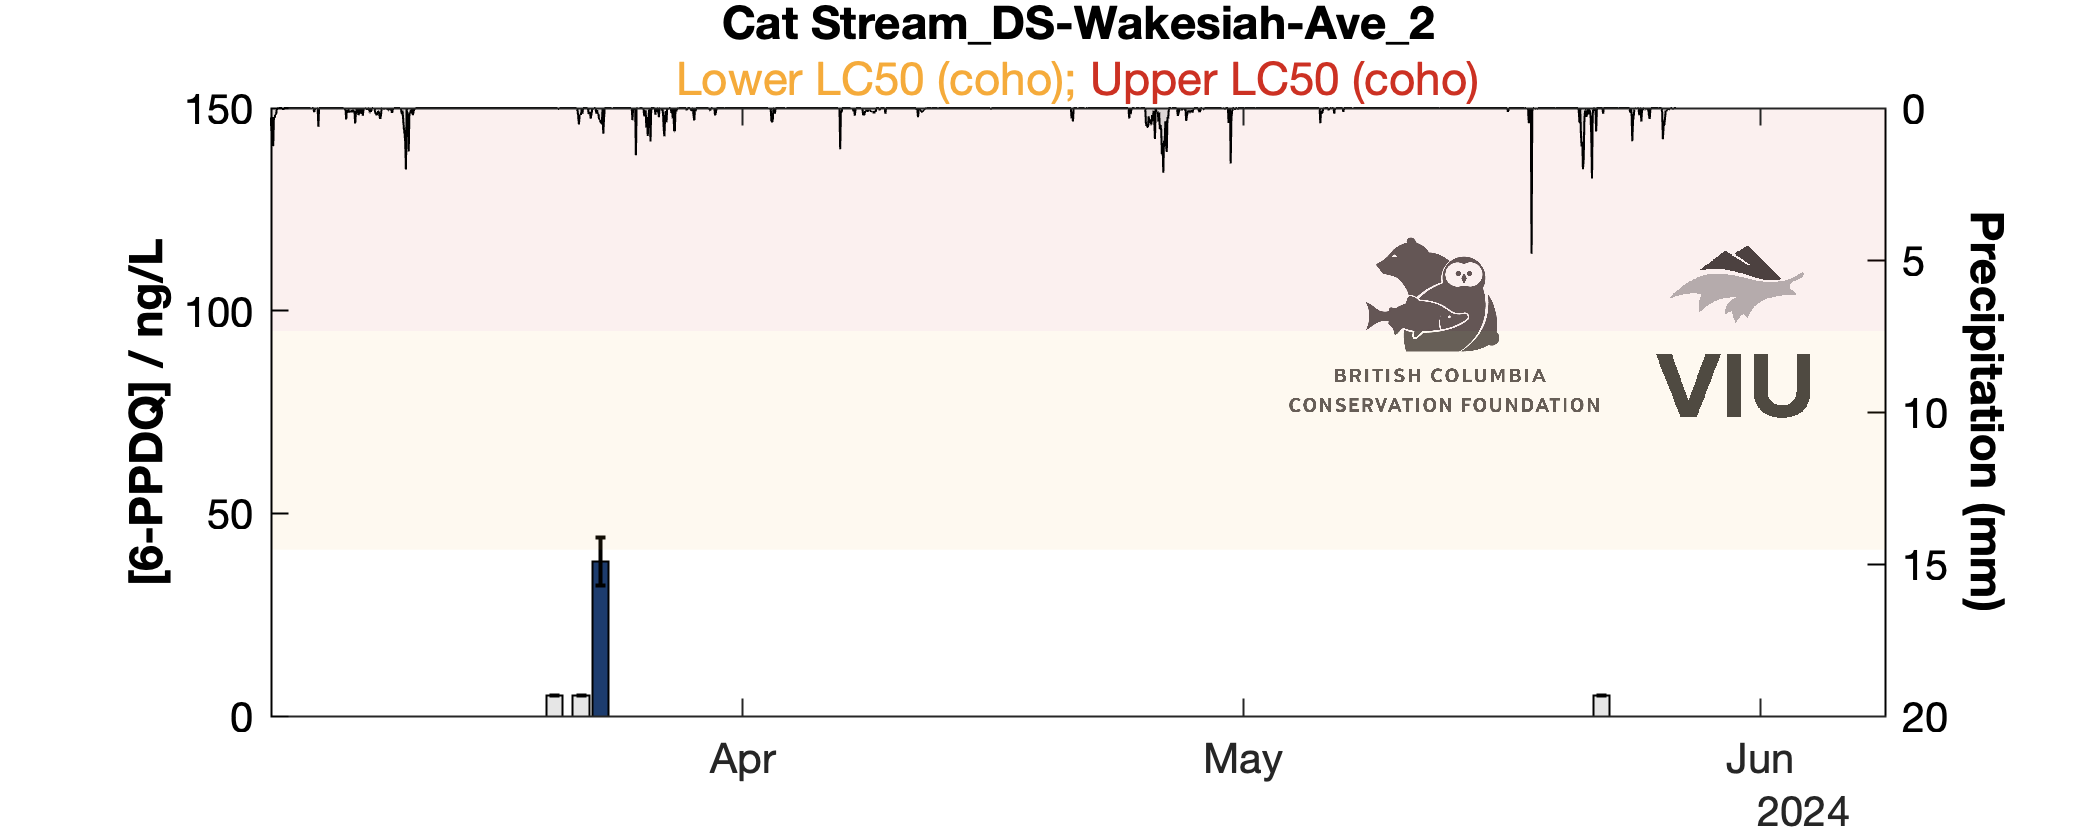 Cat Stream_DS-Wakesiah-Ave_2
Lower LC50 (coho); Upper LC50 (coho)
150
100
50
0
[6-PPDQ] / ng/L
0
5
10
15
20
Precipitation (mm)
BRITISH COLUMBIA
CONSERVATION FOUNDATION
VIU
Apr
May
Jun
2024